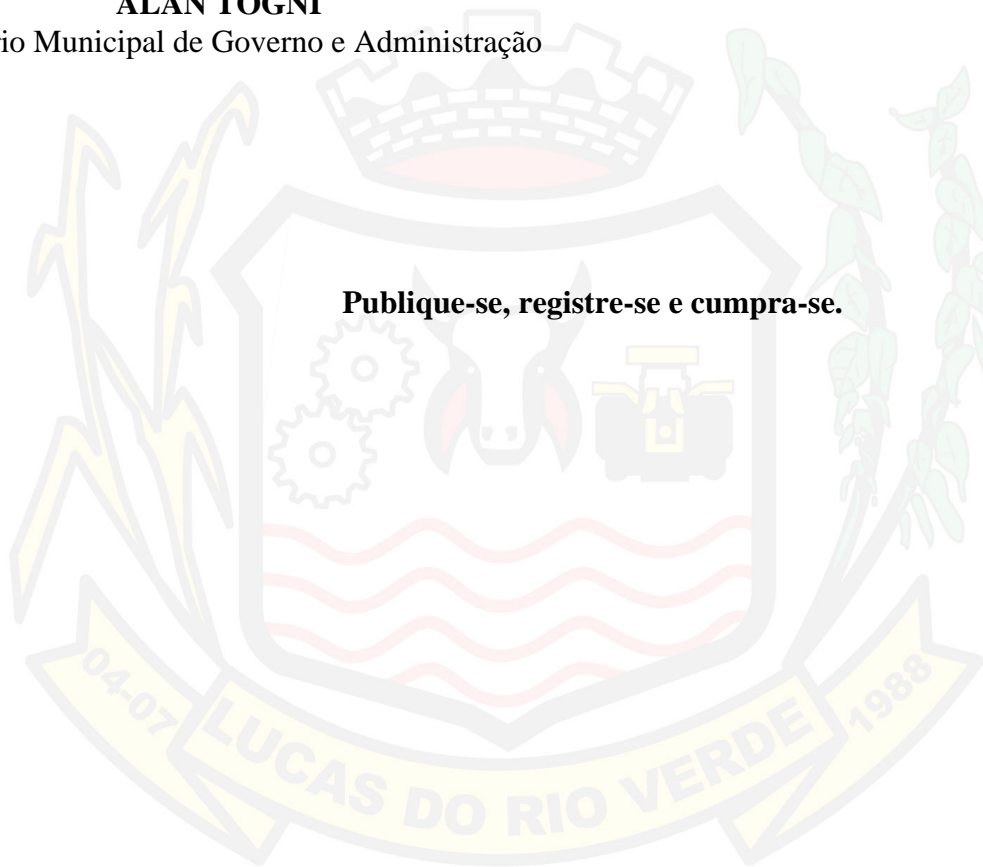 ALAN TOGNI
rio Municipal de Governo e Administração
Publique-se, registre-se e cumpra-se.
04-07 LUCAS DO RIO VERDE 1988